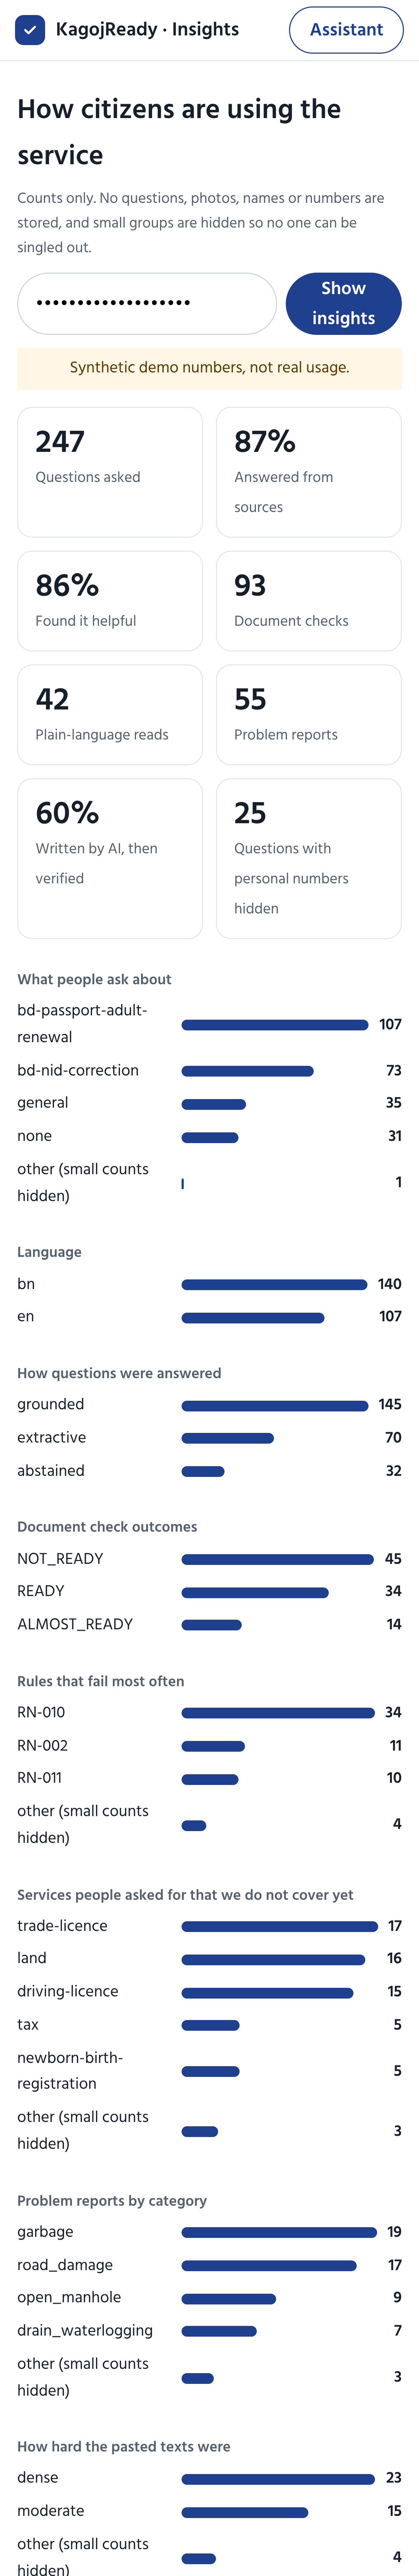 KagojReady · Insights
Assistant
How citizens are using the
service
Counts only. No questions, photos, names or numbers are
stored, and small groups are hidden so no one can be
singled out.
•••••••••••••••••••
Show
insights
Synthetic demo numbers, not real usage.
247
Questions asked
87%
Answered from
sources
86%
Found it helpful
93
Document checks
42
Plain-language reads
55
Problem reports
60%
Written by AI, then
verified
25
Questions with
personal numbers
hidden
What people ask about
bd-passport-adult-
renewal 107
bd-nid-correction 73
general 35
none 31
other (small counts
hidden) 1
Language
bn 140
en 107
How questions were answered
grounded 145
extractive 70
abstained 32
Document check outcomes
NOT_READY 45
READY 34
ALMOST_READY 14
Rules that fail most often
RN-010 34
RN-002 11
RN-011 10
other (small counts
hidden) 4
Services people asked for that we do not cover yet
trade-licence 17
land 16
driving-licence 15
tax 5
newborn-birth-
registration 5
other (small counts
hidden) 3
Problem reports by category
garbage 19
road_damage 17
open_manhole 9
drain_waterlogging 7
other (small counts
hidden) 3
How hard the pasted texts were
dense 23
moderate 15
other (small counts
hidden) 4